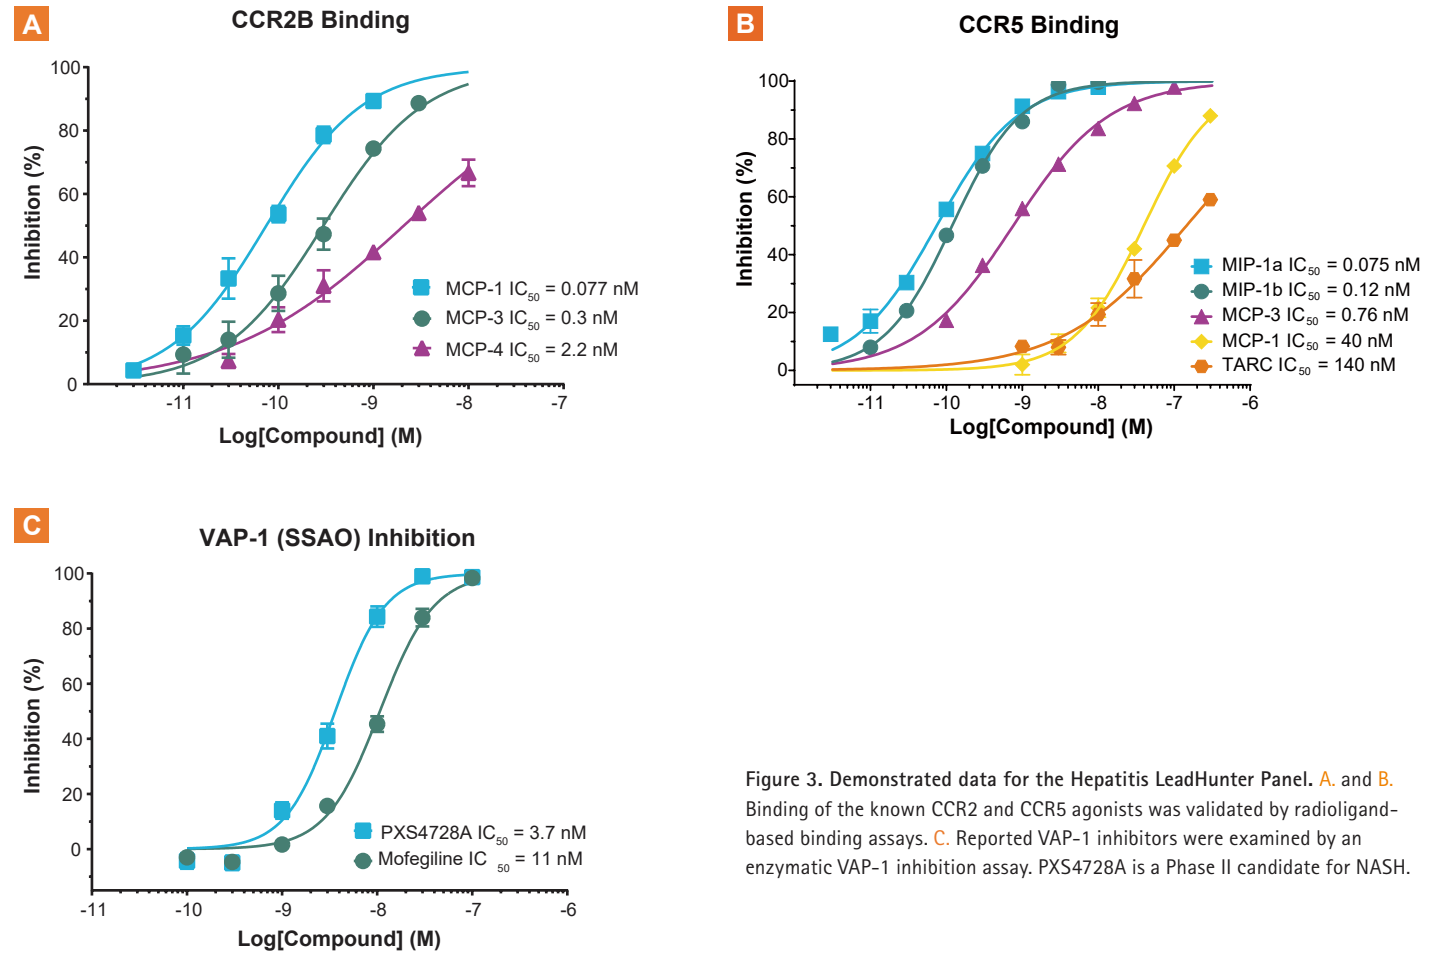 A
CCR2B Binding
Inhibition (%)
100
80
60
40
20
0
-11
-10
-9
-8
-7
Log[Compound] (M)
MCP-1 IC50 = 0.077 nM
MCP-3 IC50 = 0.3 nM
MCP-4 IC50 = 2.2 nM
B
CCR5 Binding
Inhibition (%)
100
80
60
40
20
0
-11
-10
-9
-8
-7
-6
Log[Compound] (M)
MIP-1a IC50 = 0.075 nM
MIP-1b IC50 = 0.12 nM
MCP-3 IC50 = 0.76 nM
MCP-1 IC50 = 40 nM
TARC IC50 = 140 nM
C
VAP-1 (SSAO) Inhibition
Inhibition (%)
100
80
60
40
20
0
-11
-10
-9
-8
-7
-6
Log[Compound] (M)
PXS4728A IC50 = 3.7 nM
Mofegiline IC 50 = 11 nM
Figure 3. Demonstrated data for the Hepatitis LeadHunter Panel. A. and B.
Binding of the known CCR2 and CCR5 agonists was validated by radioligand-
based binding assays. C. Reported VAP-1 inhibitors were examined by an
enzymatic VAP-1 inhibition assay. PXS4728A is a Phase II candidate for NASH.